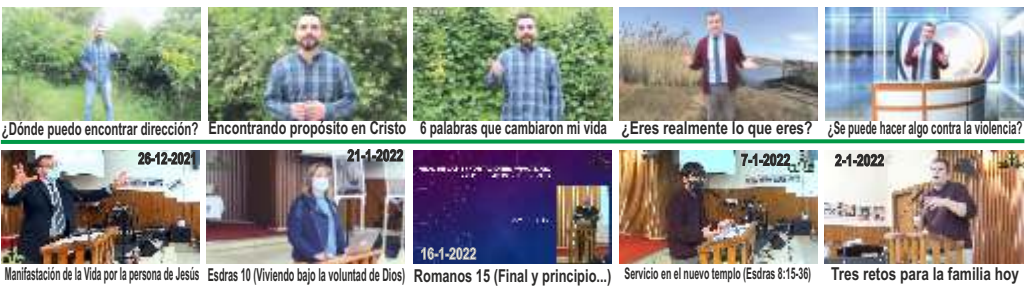 ¿Dónde puedo encontrar dirección?
Encontrando propósito en Cristo
6 palabras que cambiaron mi vida
¿Eres realmente lo que eres?
¿Se puede hacer algo contra la violencia?
26-12-2021
21-1-2022
16-1-2022
7-1-2022
2-1-2022
Manifastación de la Vida por la persona de Jesús
Esdras 10 (Viviendo bajo la voluntad de Dios)
Romanos 15 (Final y principio...)
Servicio en el nuevo templo (Esdras 8:15-36)
Tres retos para la familia hoy